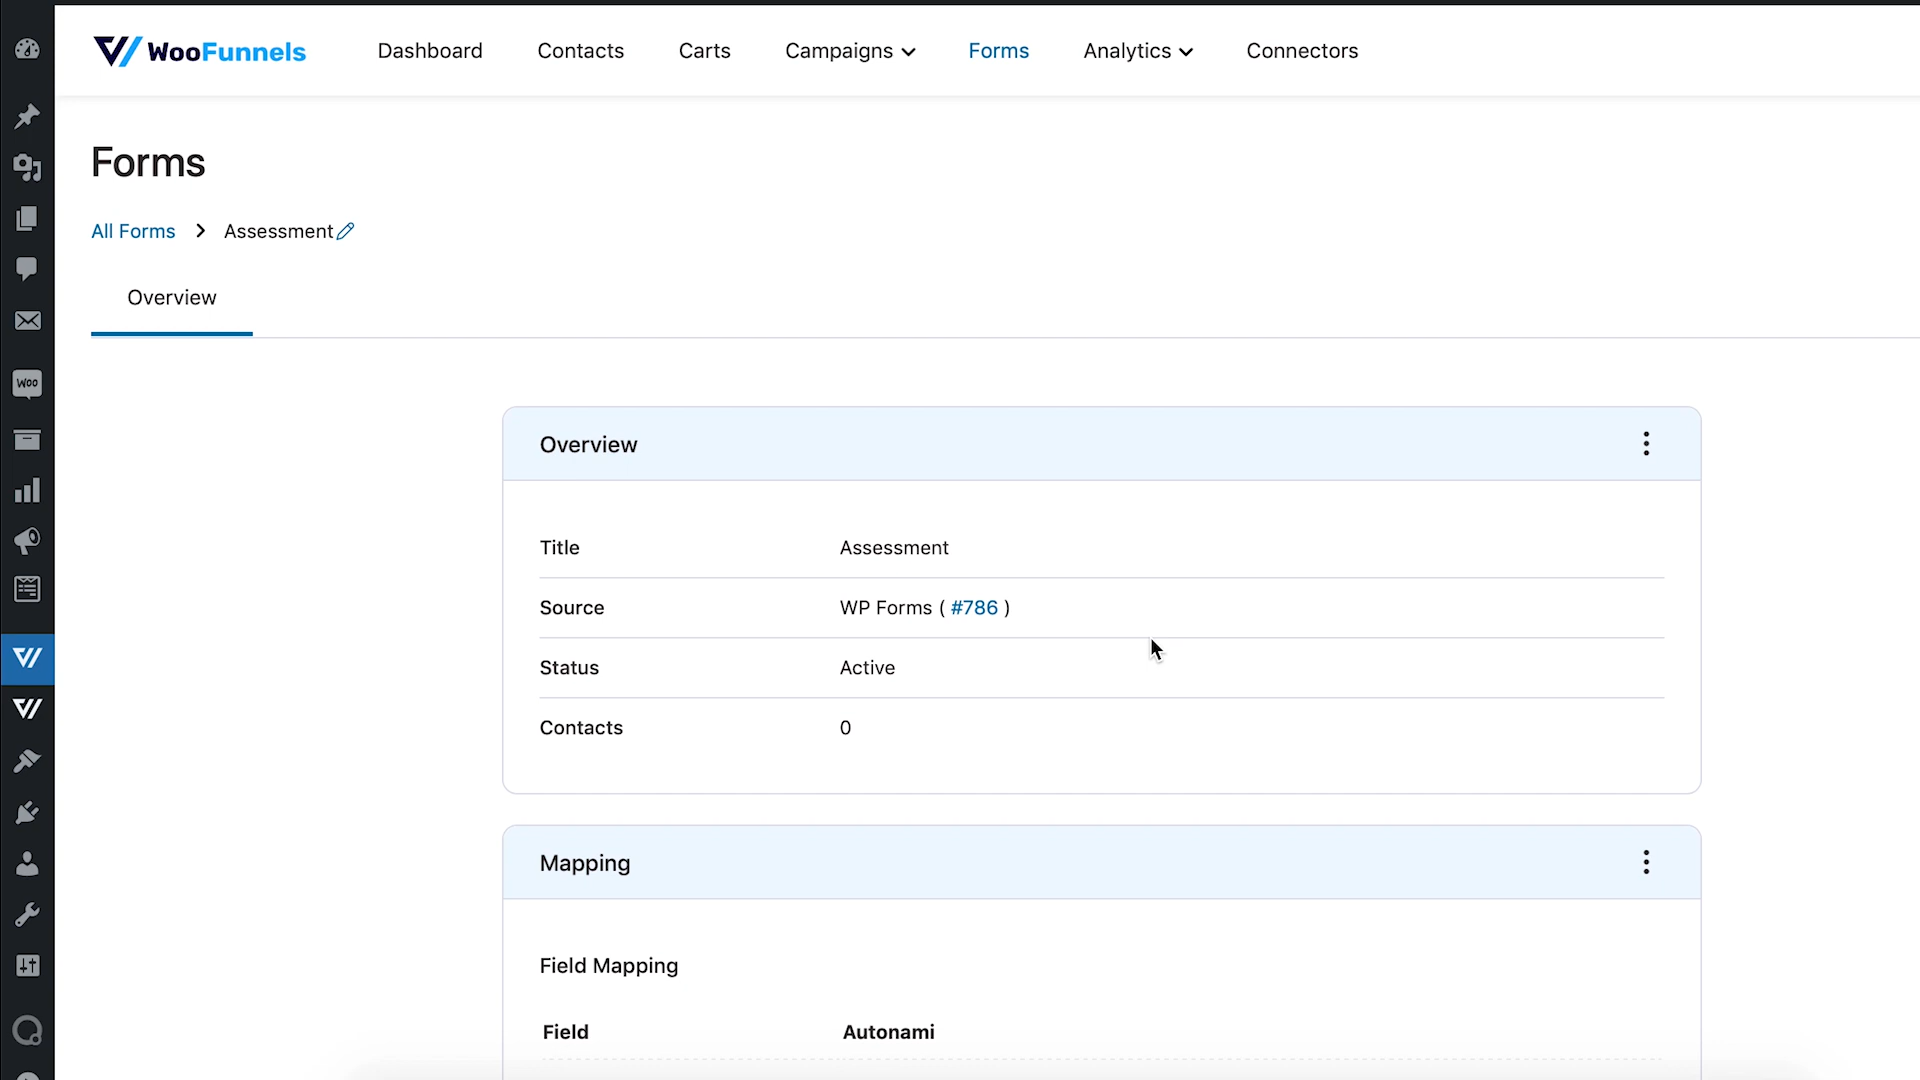 WooFunnels
Dashboard
Contacts
Carts
Campaigns
Forms
Analytics
Connectors
Forms
All Forms > Assessment
Overview
Overview
Title Assessment
Source WP Forms ( #786 )
Status Active
Contacts 0
Mapping
Field Mapping
Field Autonami
Woo